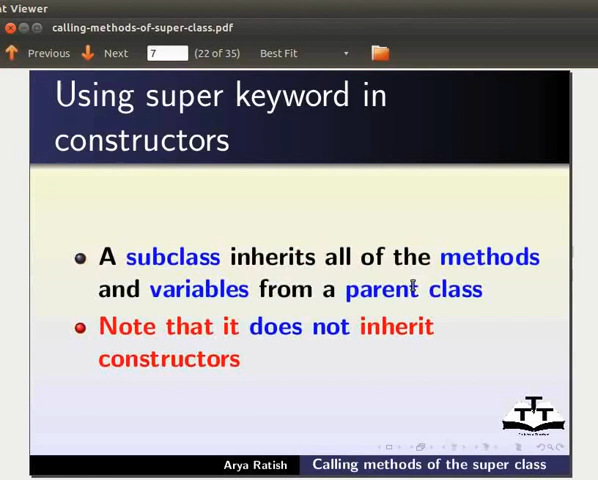 nt Viewer
calling-methods-of-super-class.pdf
Previous Next 7 (22 of 35) Best Fit
Using super keyword in
constructors
A subclass inherits all of the methods
and variables from a parent class
Note that it does not inherit
constructors
Arya Ratish Calling methods of the super class